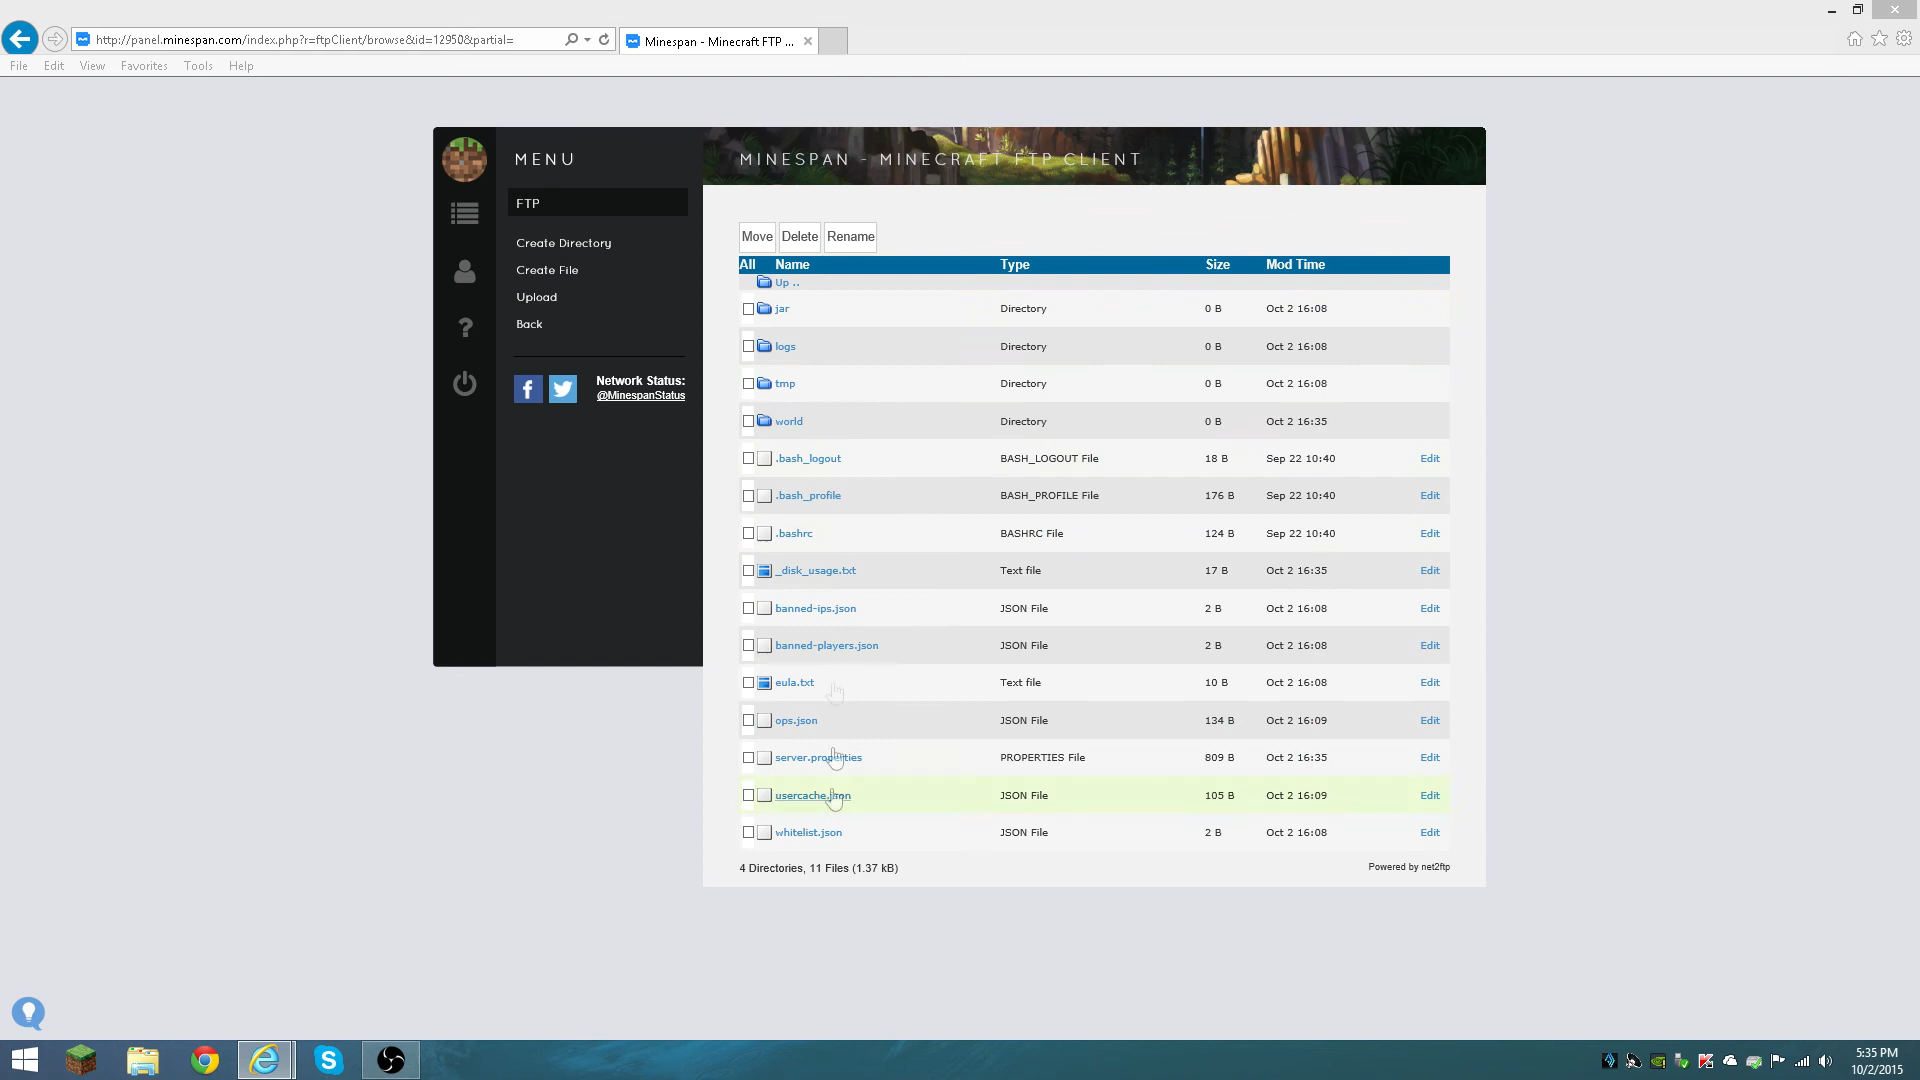 http://panel.minespan.com/index.php?r=ftpClient/browse&id=12950&partial=
Minespan - Minecraft FTP ...
File Edit View Favorites Tools Help
MENU
MINESPAN - MINECRAFT FTP CLIENT
FTP
Create Directory
Create File
Upload
Back
Network Status:
@MinespanStatus
Move Delete Rename
All Name Type Size Mod Time
Up ..
jar Directory 0 B Oct 2 16:08
logs Directory 0 B Oct 2 16:08
tmp Directory 0 B Oct 2 16:08
world Directory 0 B Oct 2 16:35
.bash_logout BASH_LOGOUT File 18 B Sep 22 10:40 Edit
.bash_profile BASH_PROFILE File 176 B Sep 22 10:40 Edit
.bashrc BASHRC File 124 B Sep 22 10:40 Edit
_disk_usage.txt Text file 17 B Oct 2 16:35 Edit
banned-ips.json JSON File 2 B Oct 2 16:08 Edit
banned-players.json JSON File 2 B Oct 2 16:08 Edit
eula.txt Text file 10 B Oct 2 16:08 Edit
ops.json JSON File 134 B Oct 2 16:09 Edit
server.properties PROPERTIES File 809 B Oct 2 16:35 Edit
usercache.json JSON File 105 B Oct 2 16:09 Edit
whitelist.json JSON File 2 B Oct 2 16:08 Edit
4 Directories, 11 Files (1.37 kB)
Powered by net2ftp
5:35 PM
10/2/2015